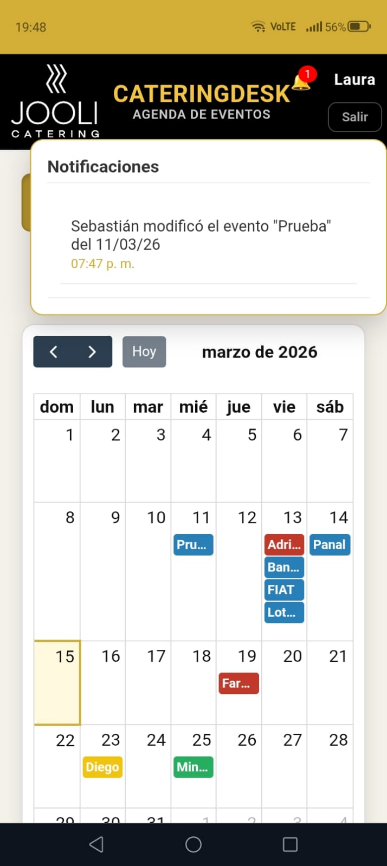 19:48 VoLTE 56%
JOOLI
CATERING
CATERINGDESK
AGENDA DE EVENTOS
1
Laura
Salir
Notificaciones
Sebastián modificó el evento "Prueba"
del 11/03/26
07:47 p. m.
Hoy marzo de 2026
dom lun mar mié jue vie sáb
1 2 3 4 5 6 7
8 9 10 11 12 13 14
Pru... Adri... Panal
Ban...
FIAT
Lot...
15 16 17 18 19 20 21
Far...
22 23 24 25 26 27 28
Diego Min...
29 30 31 1 2 3 4